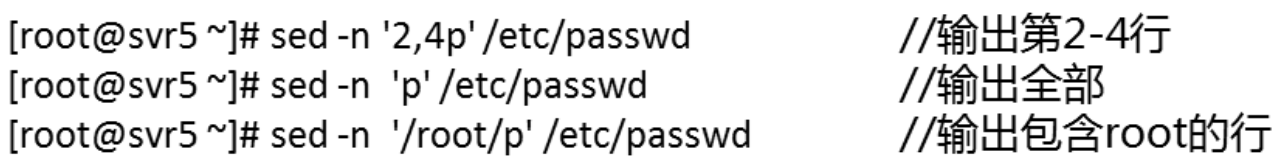 [root@svr5 ~]# sed -n '2,4p' /etc/passwd //输出第2-4行
[root@svr5 ~]# sed -n  'p' /etc/passwd //输出全部
[root@svr5 ~]# sed -n  '/root/p' /etc/passwd //输出包含root的行